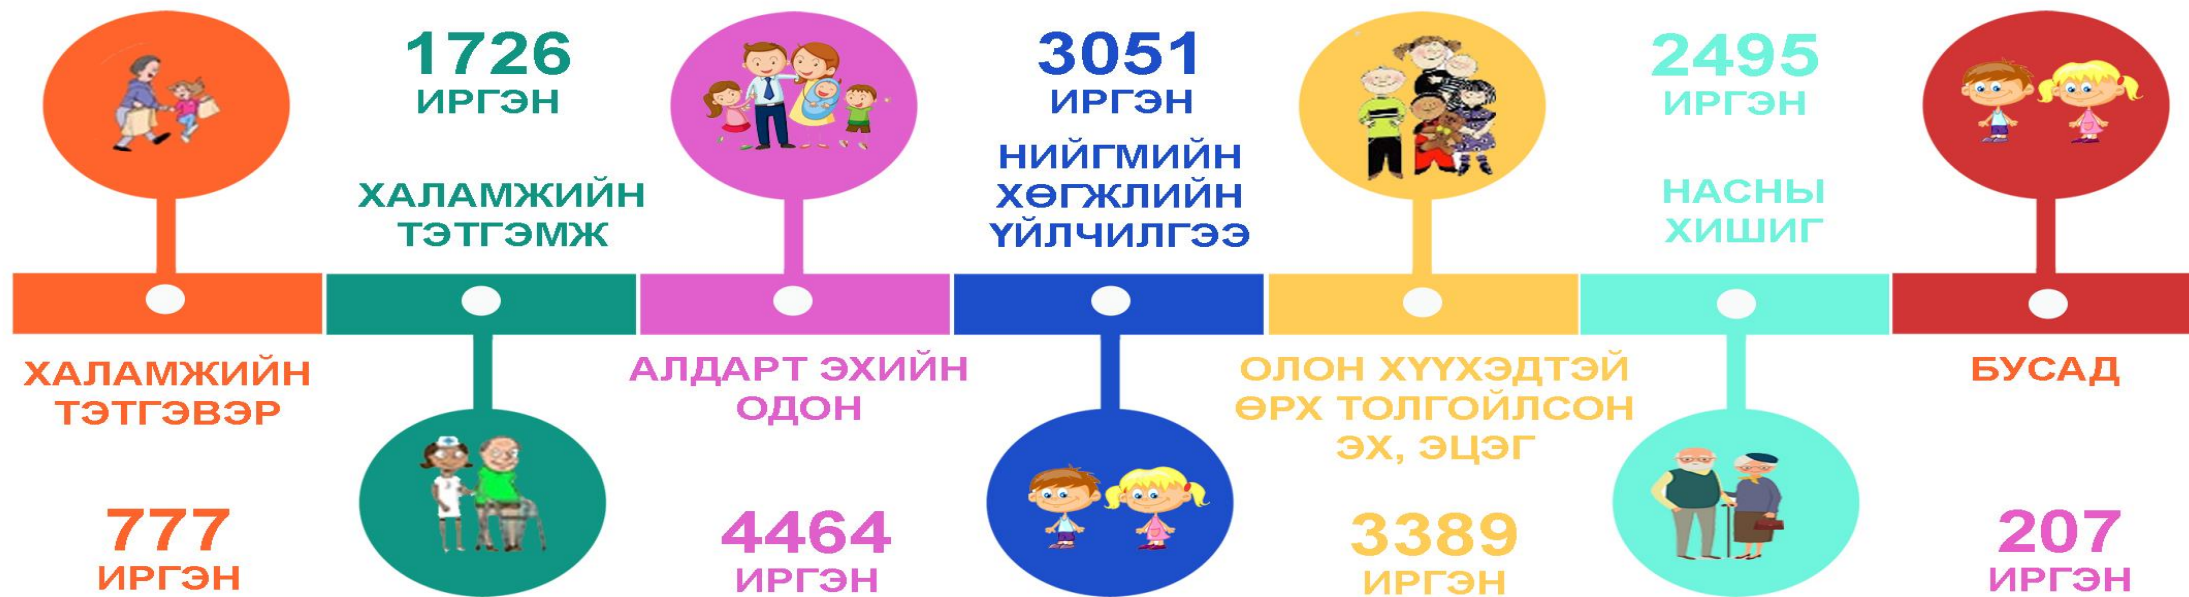 ХАЛАМЖИЙН
ТЭТГЭВЭР
777
ИРГЭН
1726
ИРГЭН
ХАЛАМЖИЙН
ТЭТГЭМЖ
АЛДАРТ ЭХИЙН
ОДОН
4464
ИРГЭН
3051
ИРГЭН
НИЙГМИЙН
ХӨГЖЛИЙН
ҮЙЛЧИЛГЭЭ
ОЛОН ХҮҮХЭДТЭЙ
ӨРХ ТОЛГОЙЛСОН
ЭХ, ЭЦЭГ
3389
ИРГЭН
2495
ИРГЭН
НАСНЫ
ХИШИГ
БУСАД
207
ИРГЭН